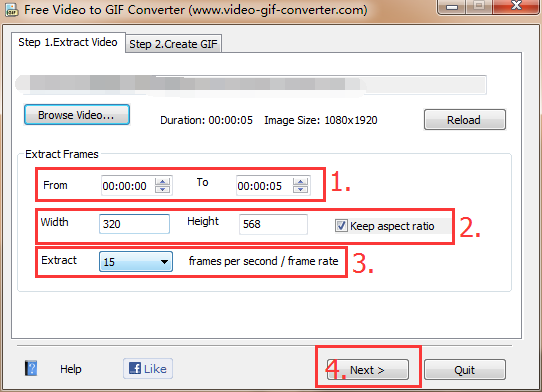 Free Video to GIF Converter (www.video-gif-converter.com)
Step 1.Extract Video Step 2.Create GIF
Browse Video... Duration: 00:00:05 Image Size: 1080x1920 Reload
Extract Frames
From 00:00:00 To 00:00:05 1.
Width 320 Height 568 Keep aspect ratio 2.
Extract 15 frames per second / frame rate 3.
Help Like 4. Next > Quit